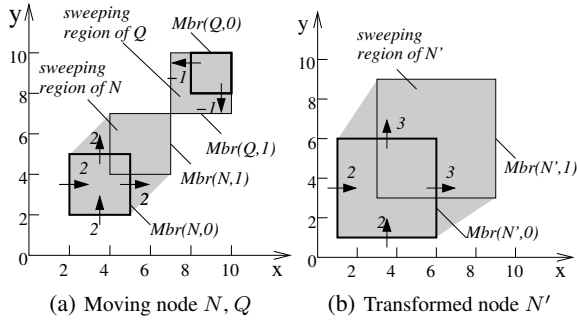 y
sweeping
region of Q
Mbr(Q,0)
10
8
6
4
2
0
sweeping
region of N
−1
−1
Mbr(Q,1)
Mbr(N,1)
2
2
2
2
Mbr(N,0)
2 4 6 8 10
x
(a) Moving node N, Q
y
sweeping
region of N'
10
8
6
4
2
0
3
2
3
2
Mbr(N',1)
Mbr(N',0)
2 4 6 8 10
x
(b) Transformed node N′